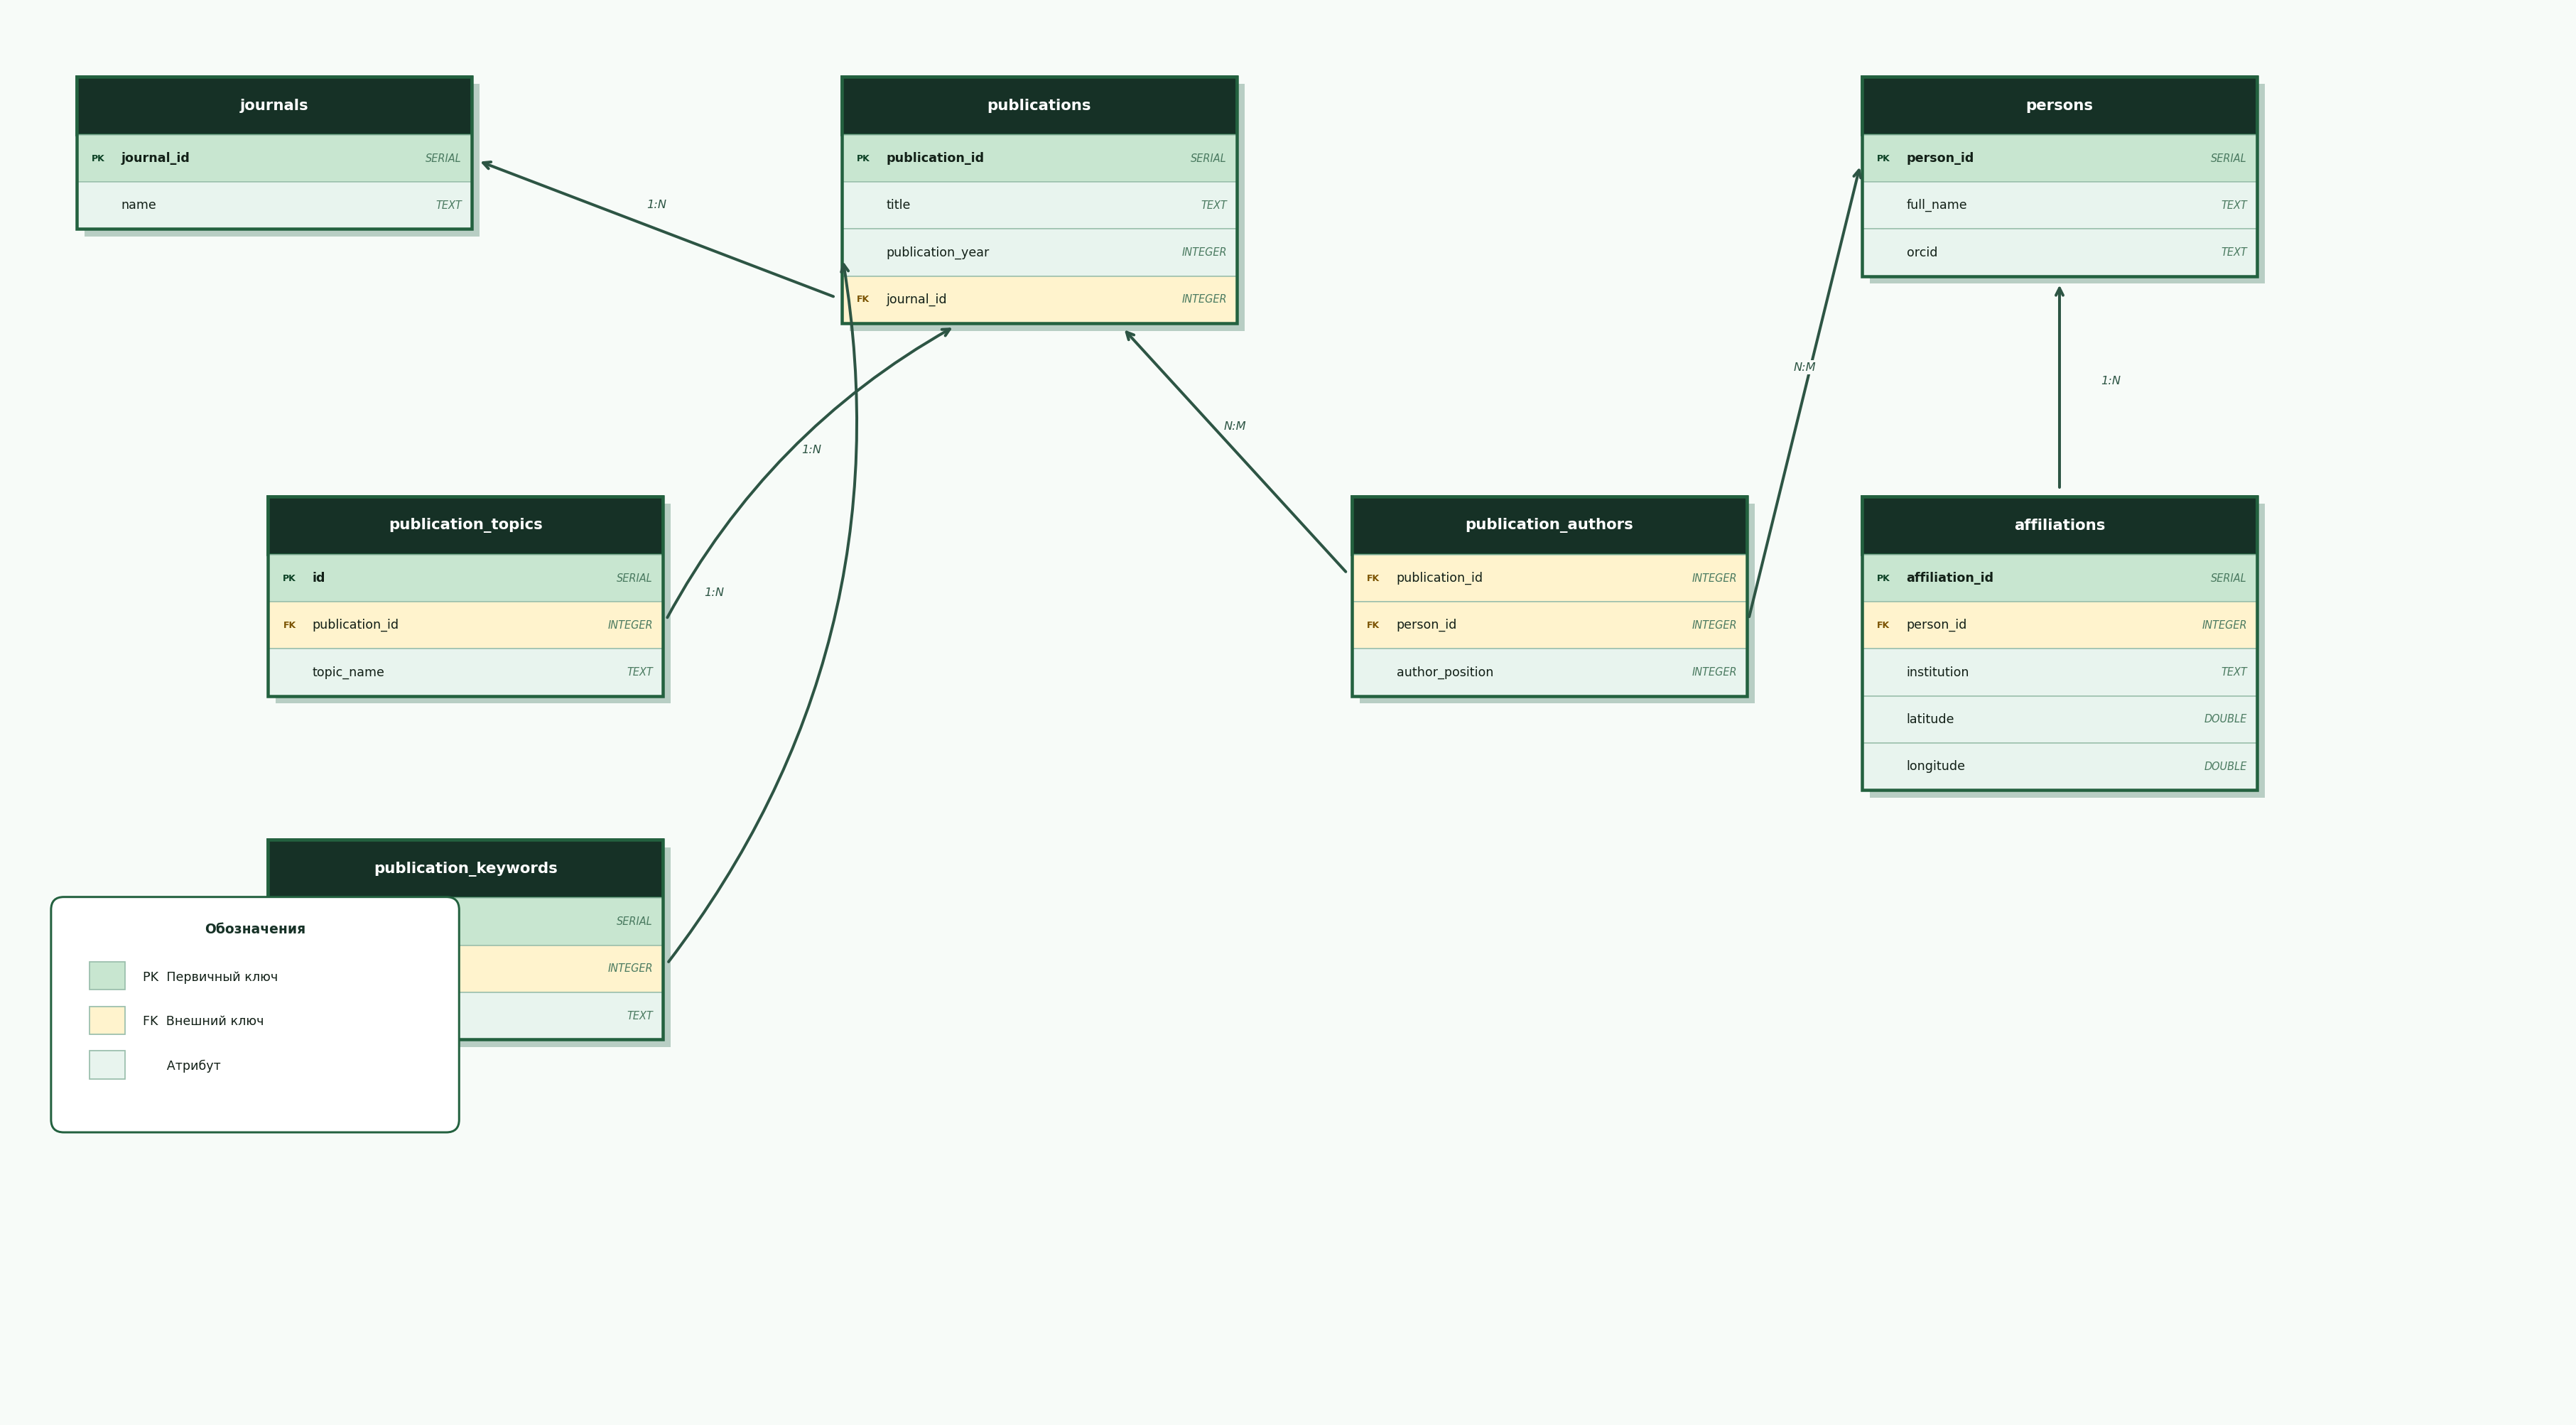 journals
PK journal_id SERIAL
name TEXT
publications
PK publication_id SERIAL
title TEXT
publication_year INTEGER
FK journal_id INTEGER
persons
PK person_id SERIAL
full_name TEXT
orcid TEXT
1:N
N:M
1:N
N:M
1:N
1:N
publication_topics
PK id SERIAL
FK publication_id INTEGER
topic_name TEXT
publication_authors
FK publication_id INTEGER
FK person_id INTEGER
author_position INTEGER
affiliations
PK affiliation_id SERIAL
FK person_id INTEGER
institution TEXT
latitude DOUBLE
longitude DOUBLE
publication_keywords
SERIAL
INTEGER
TEXT
Обозначения
PK Первичный ключ
FK Внешний ключ
Атрибут